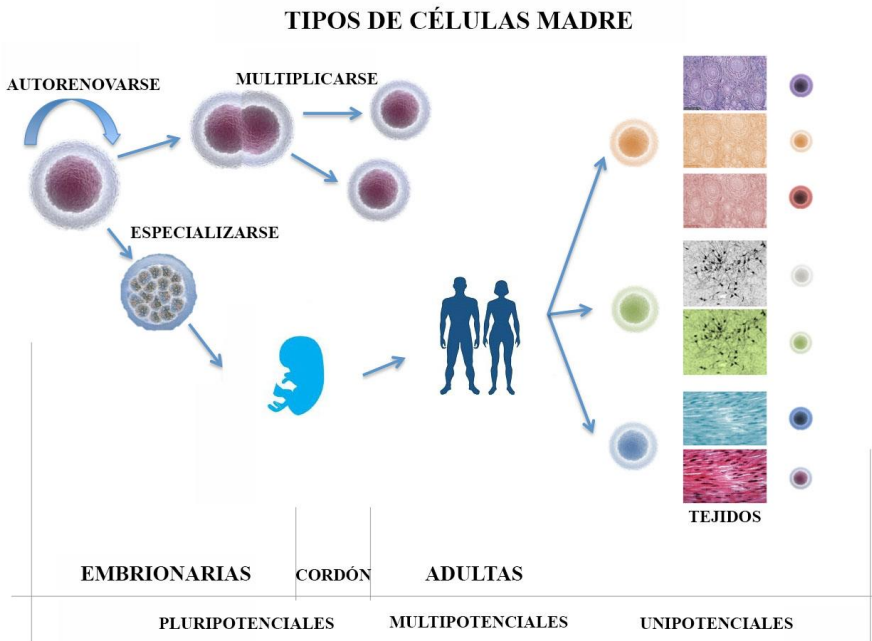 TIPOS DE CÉLULAS MADRE
AUTORENOVARSE
MULTIPLICARSE
ESPECIALIZARSE
TEJIDOS
EMBRIONARIAS
CORDÓN
ADULTAS
PLURIPOTENCIALES
MULTIPOTENCIALES
UNIPOTENCIALES